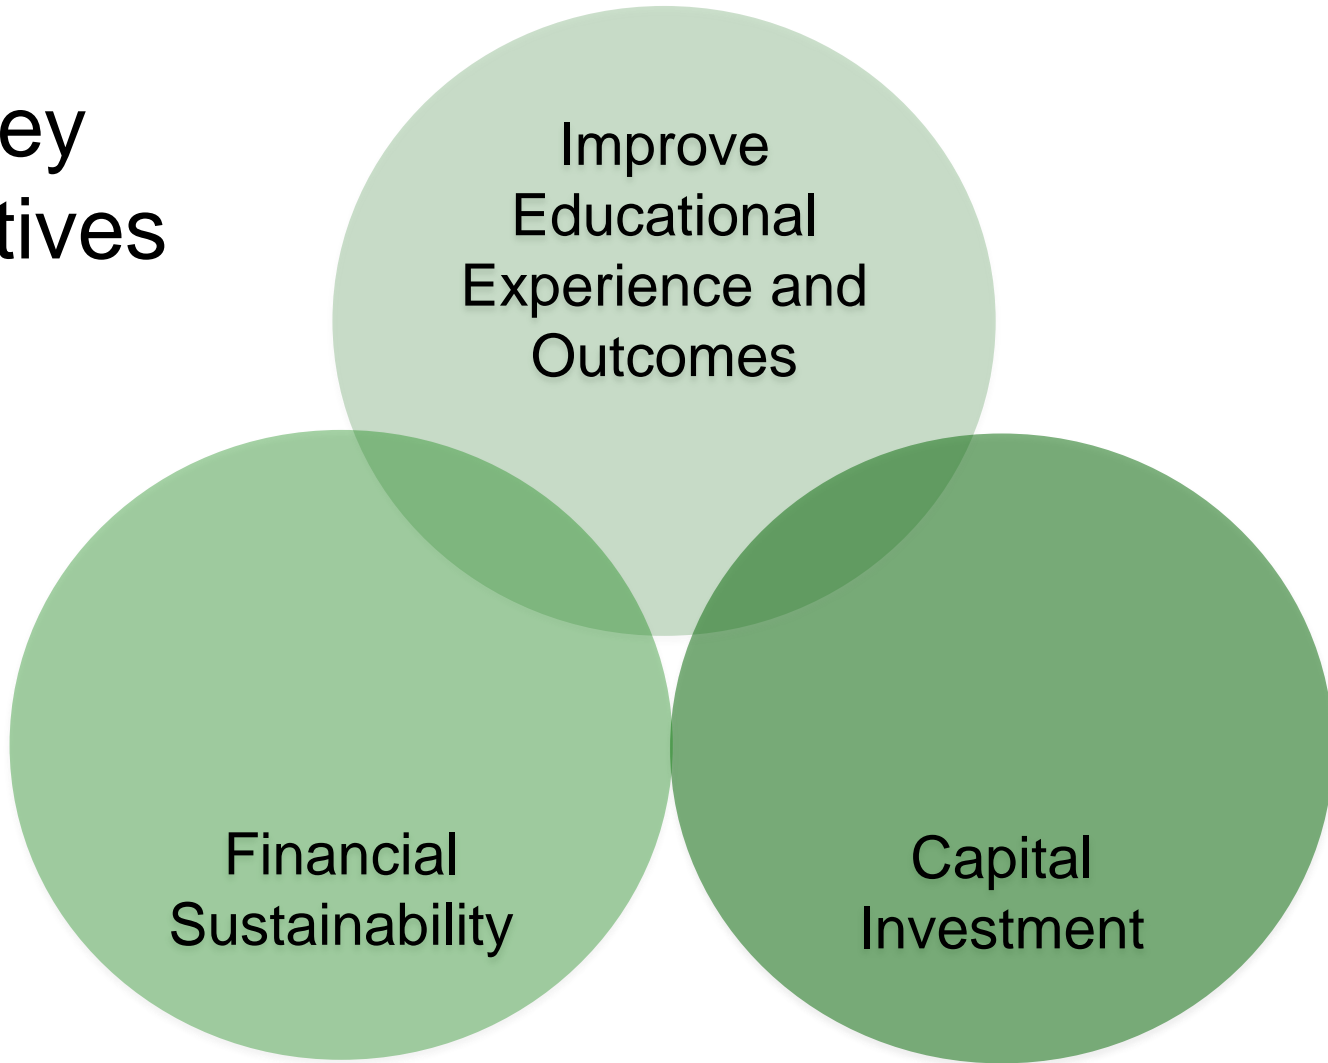 ey
tives
Improve
Educational
Experience and
Outcomes
Financial
Sustainability
Capital
Investment